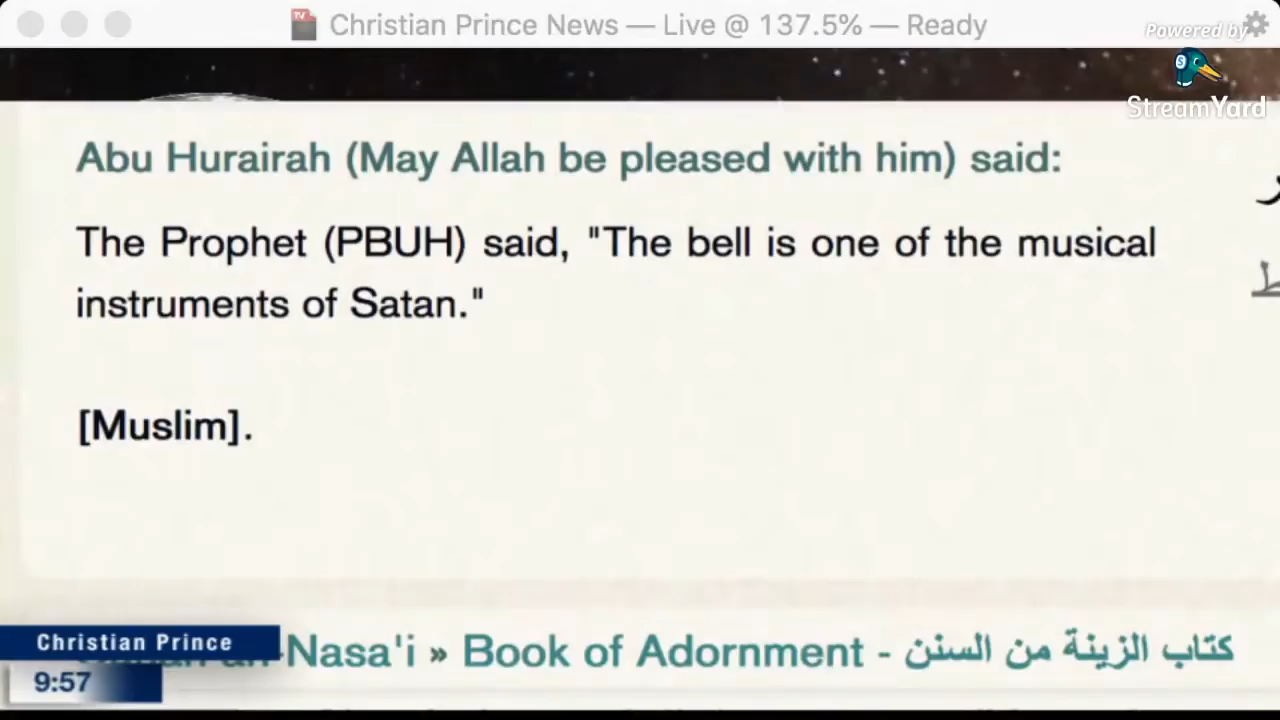 Christian Prince News — Live @ 137.5% — Ready
Powered by
StreamYard
Abu Hurairah (May Allah be pleased with him) said:
The Prophet (PBUH) said, "The bell is one of the musical
instruments of Satan."
[Muslim].
Christian Prince
-Nasa'i » Book of Adornment - كتاب الزينة من السنن
9:57